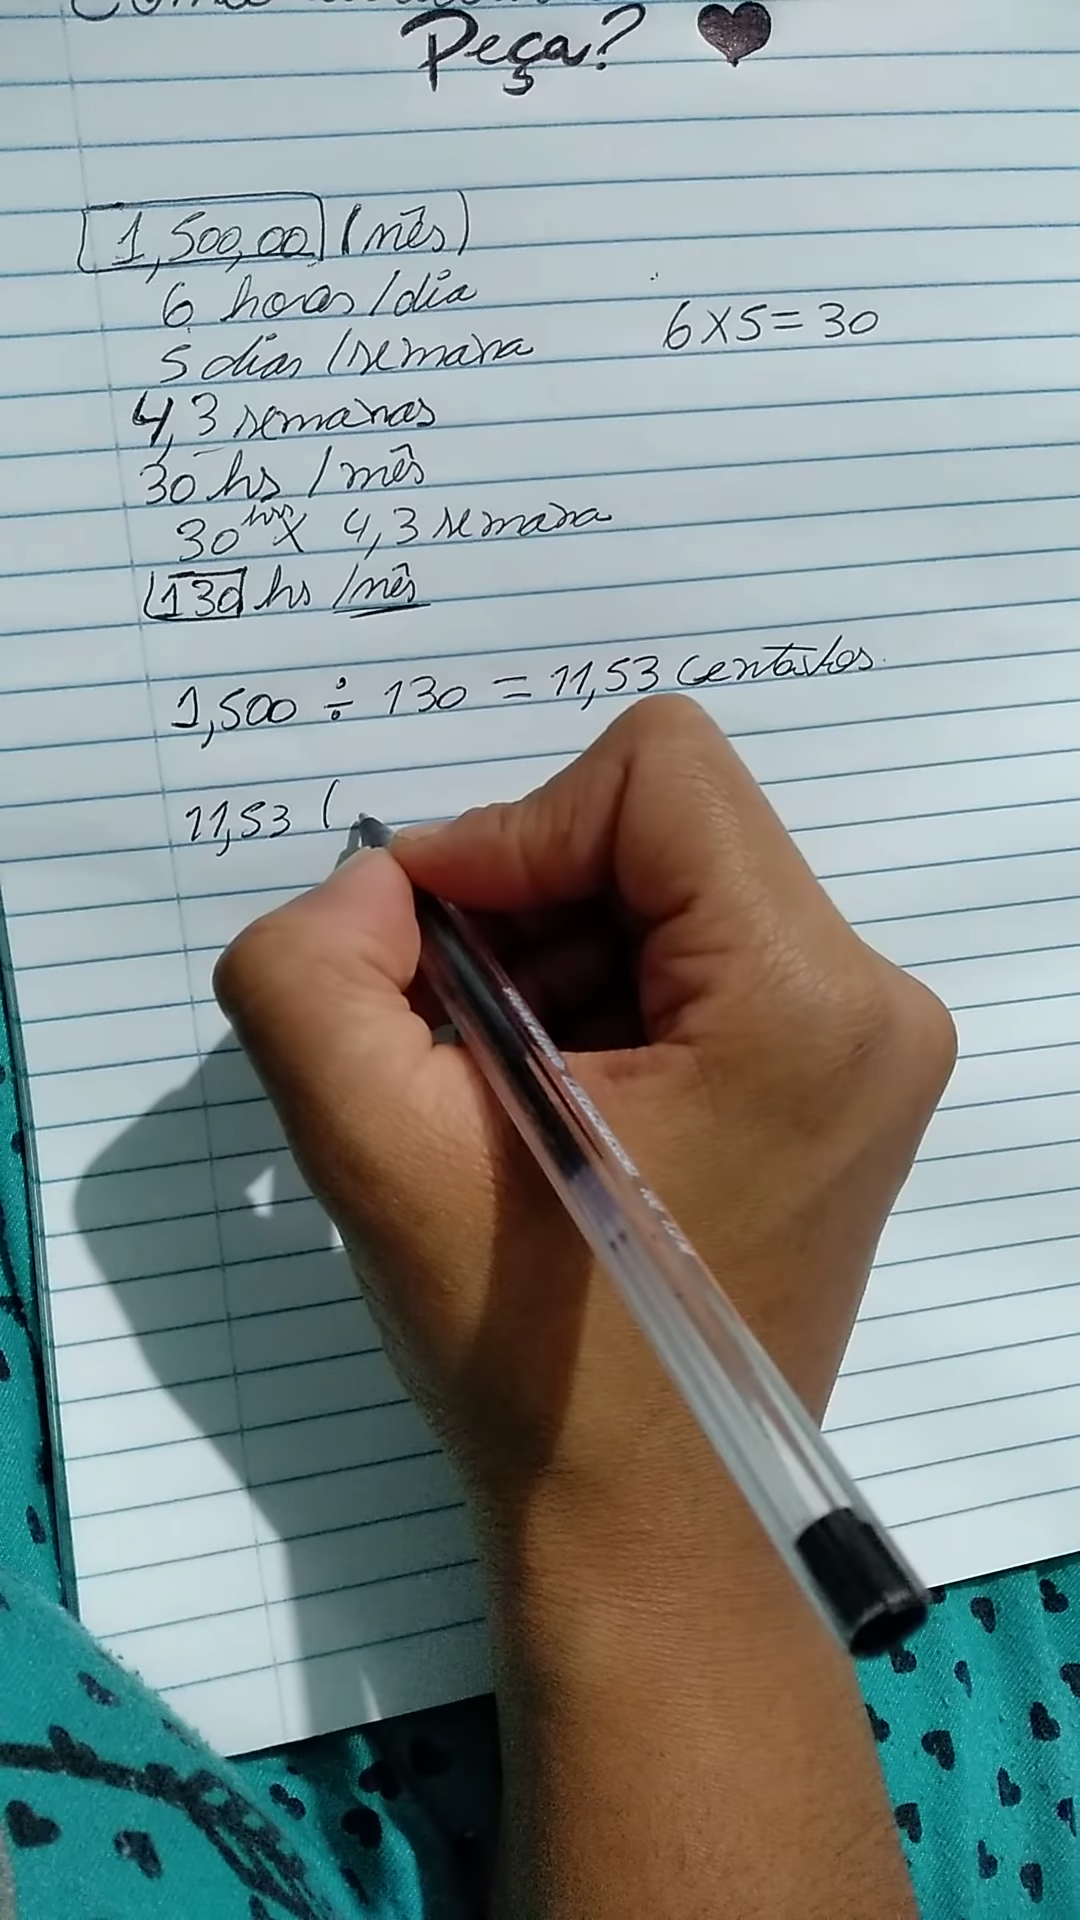 Peça? ♥
1,500,00 (mês)
6 horas/dia
6x5=30
5 dias/semana
4,3 semanas
30 hs/mês
30 hrs x 4,3 semana
130 hs/mês
1,500 ÷ 130 = 11,53 centavos.
11,53 (